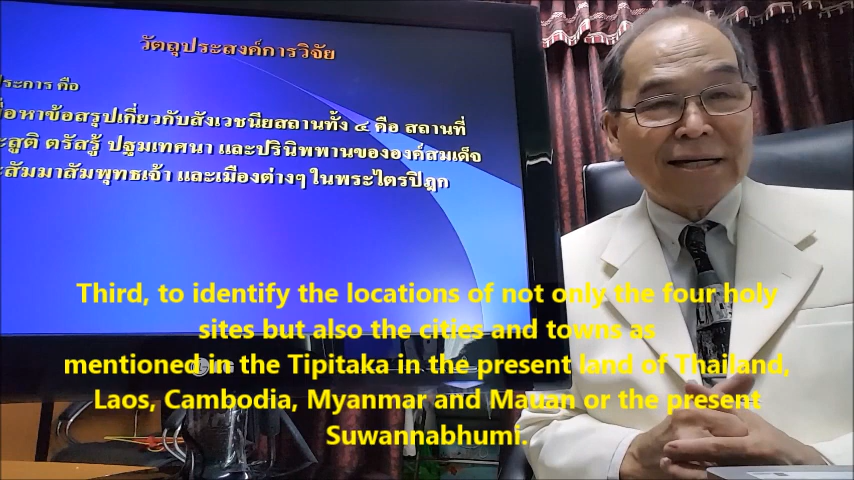 วัตถุประสงค์การวิจัย
ประการ คือ
หาข้อสรุปเกี่ยวกับสังเวชนียสถานทั้ง ๔ คือ สถานที่
ตรัสรู้ ปฐมเทศนา และปรินิพพานขององค์สมเด็จ
สัมมาสัมพุทธเจ้า และเมืองต่างๆ ในพระไตรปิฎก
Third, to identify the locations of not only the four holy
sites but also the cities and towns as
mentioned in the Tipitaka in the present land of Thailand,
Laos, Cambodia, Myanmar and Mauan or the present
Suwannabhumi.
LG